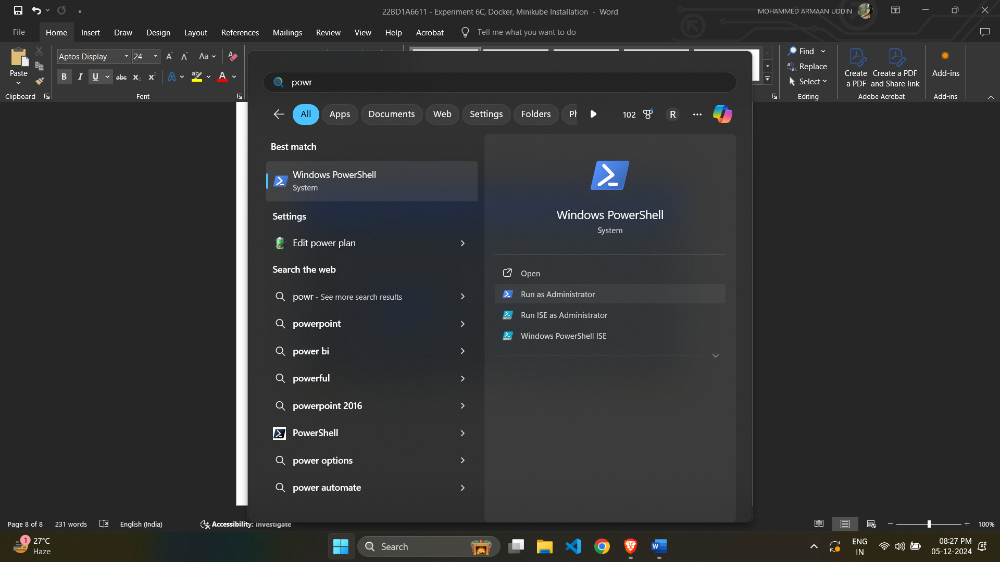 22BD1A6611 - Experiment 6C, Docker, Minikube Installation - Word
MOHAMMED ARMAAN UDDIN
File Home Insert Draw Design Layout References Mailings Review View Help Acrobat Tell me what you want to do
Paste
Clipboard
Aptos Display 24
Aa
B I U abc x2 x2 A ab A
Font
Find
Replace
Select
Editing
Create a PDF
Create a PDF and Share link
Adobe Acrobat
Add-ins
Add-ins
powr
All Apps Documents Web Settings Folders Ph
102 R
Best match
Windows PowerShell
System
Settings
Edit power plan
Search the web
powr - See more search results
powerpoint
power bi
powerful
powerpoint 2016
PowerShell
power options
power automate
Windows PowerShell
System
Open
Run as Administrator
Run ISE as Administrator
Windows PowerShell ISE
Page 8 of 8 231 words English (India) Accessibility: Investigate
100%
1
27°C
Haze
Search
ENG
IN
08:27 PM
05-12-2024